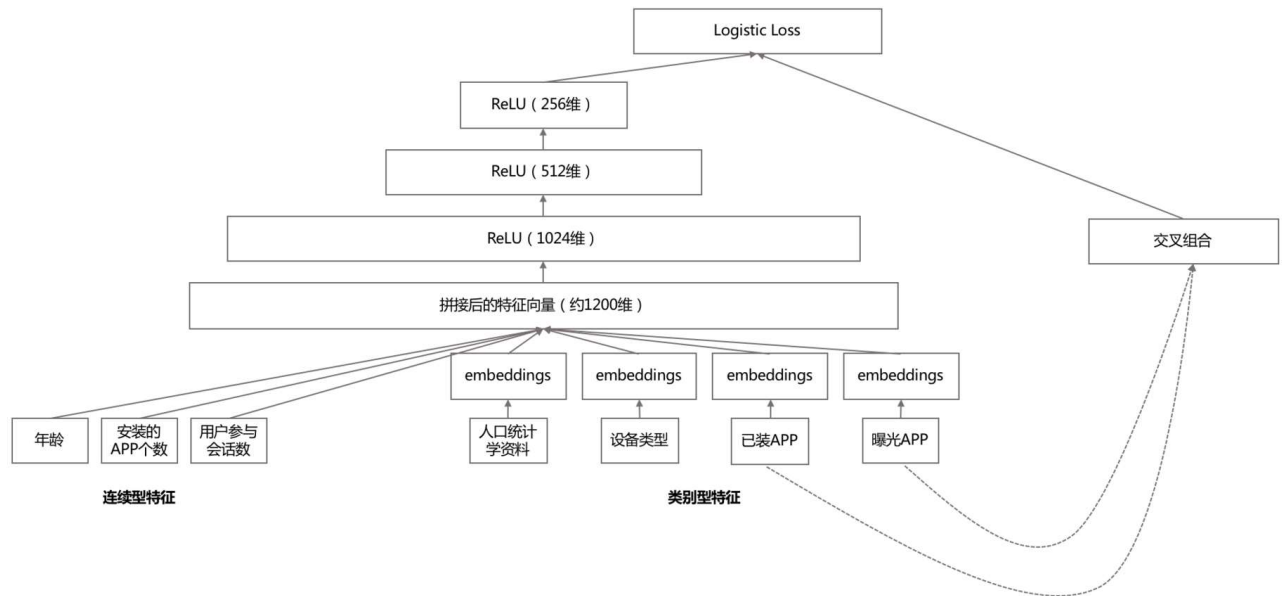 Logistic Loss
ReLU（256维）
ReLU（512维）
ReLU（1024维）
交叉组合
拼接后的特征向量（约1200维）
embeddings
embeddings
embeddings
embeddings
年龄
安装的
APP个数
用户参与
会话数
人口统计
学资料
设备类型
已装APP
曝光APP
连续型特征
类别型特征